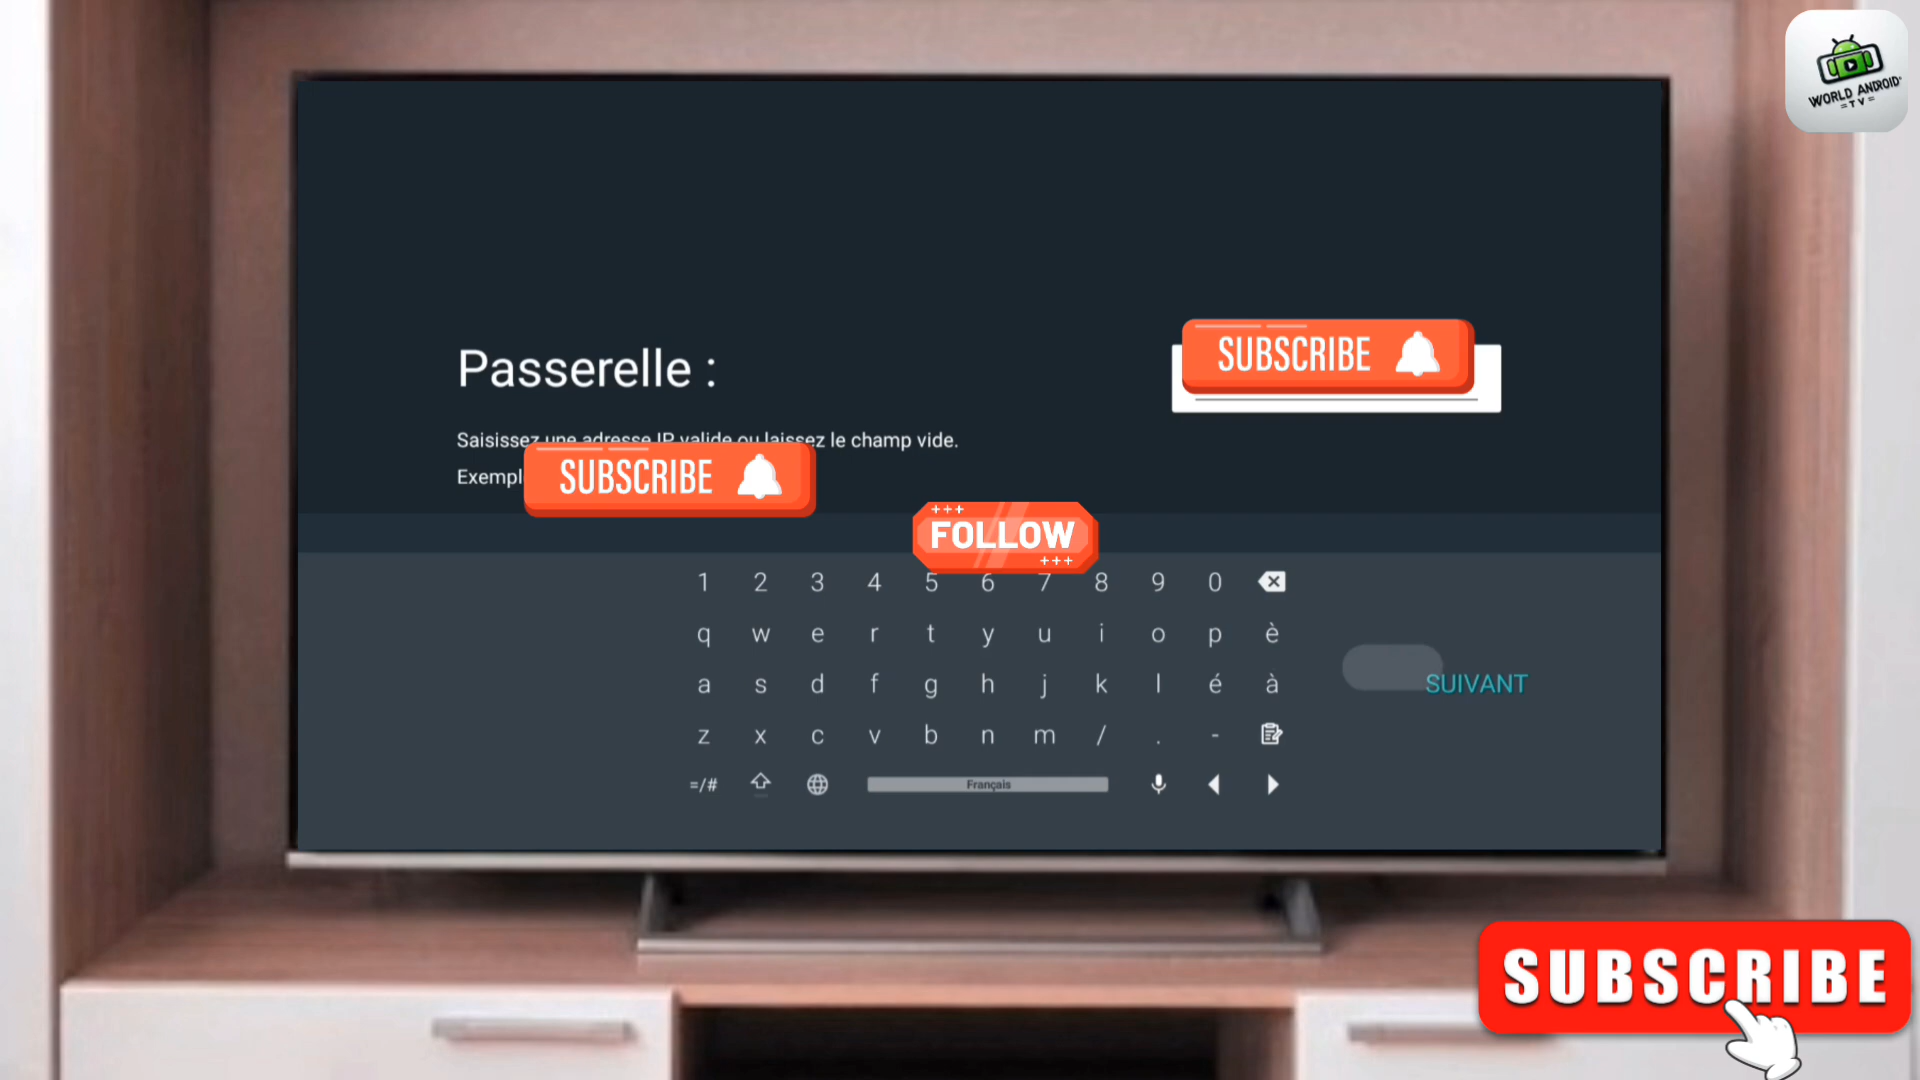 WORLD ANDROID
TV
SUBSCRIBE
Passerelle :
Saisissez une adresse IP valide ou laissez le champ vide.
SUBSCRIBE
FOLLOW
1 2 3 4 5 6 7 8 9 0
q w e r t y u i o p è
a s d f g h j k l é à
SUIVANT
z x c v b n m / . -
=/#
Français
SUBSCRIBE